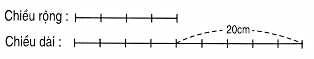 Chiều rộng :
20cm
Chiều dài :